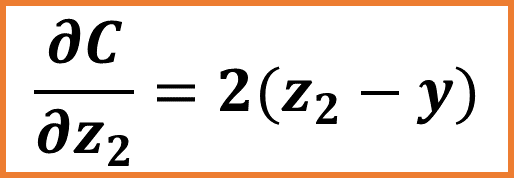 ∂C/∂z₂ = 2(z₂ − y)